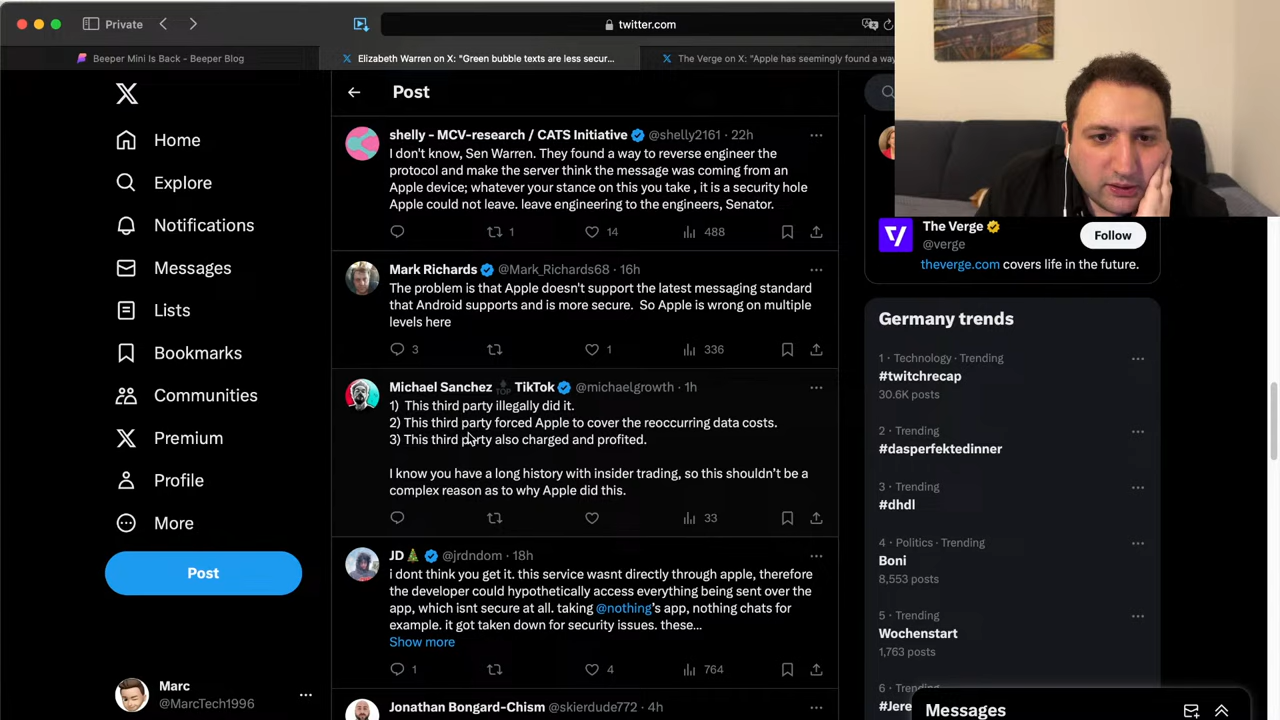 Private
twitter.com
Beeper Mini Is Back - Beeper Blog
Elizabeth Warren on X: "Green bubble texts are less secur...
The Verge on X: "Apple has seemingly found a way
Home
Explore
Notifications
Messages
Lists
Bookmarks
Communities
Premium
Profile
More
Post
Marc
@MarcTech1996
Post
shelly - MCV-research / CATS Initiative @shelly2161 · 22h
I don't know, Sen Warren. They found a way to reverse engineer the
protocol and make the server think the message was coming from an
Apple device; whatever your stance on this you take , it is a security hole
Apple could not leave. leave engineering to the engineers, Senator.
1 14 488
Mark Richards @Mark_Richards68 · 16h
The problem is that Apple doesn't support the latest messaging standard
that Android supports and is more secure.  So Apple is wrong on multiple
levels here
3 1 336
Michael Sanchez TOP TikTok @michaelgrowth · 1h
1)  This third party illegally did it.
2) This third party forced Apple to cover the reoccurring data costs.
3) This third party also charged and profited.
I know you have a long history with insider trading, so this shouldn't be a
complex reason as to why Apple did this.
33
JD @jrdndom · 18h
i dont think you get it. this service wasnt directly through apple, therefore
the developer could hypothetically access everything being sent over the
app, which isnt secure at all. taking @nothing's app, nothing chats for
example. it got taken down for security issues. these...
Show more
1 4 764
Jonathan Bongard-Chism @skierdude772 · 4h
The Verge
@verge
Follow
theverge.com covers life in the future.
Germany trends
1 · Technology · Trending
#twitchrecap
30.6K posts
2 · Trending
#dasperfektedinner
3 · Trending
#dhdl
4 · Politics · Trending
Boni
8,553 posts
5 · Trending
Wochenstart
1,763 posts
6 · Trending
#Jere
Messages